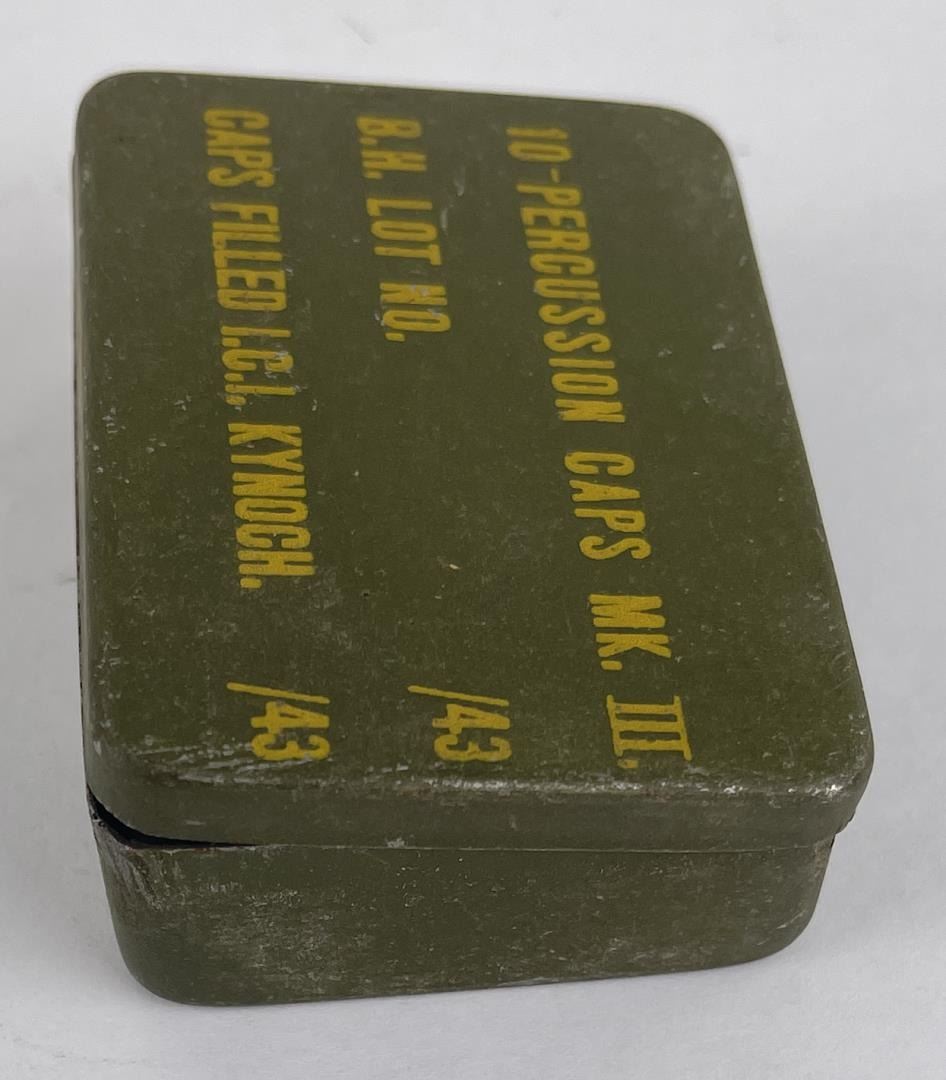 10-PERCUSSION CAPS MK. III.
B.H. LOT NO. /43
CAPS FILLED I.C.I. KYNOCH. /43